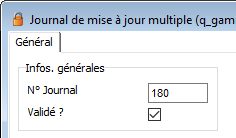 Journal de mise à jour multiple (q_gam
Général
Infos. générales
N° Journal 180
Validé ?